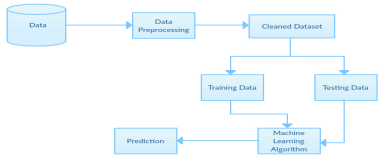 Data
Data
Preprocessing
Cleaned Dataset
Training Data
Testing Data
Prediction
Machine
Learning
Algorithm